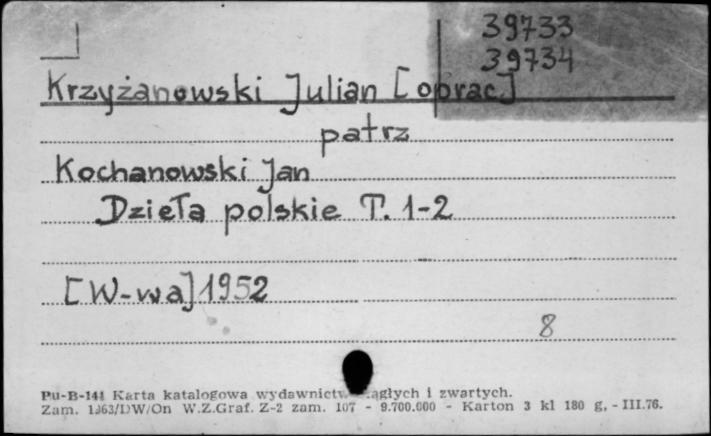 39733
39734
Krzyżanowski Julian [oprac]
patrz
Kochanowski Jan
Dzieła polskie T. 1-2
[W-wa] 1952
8
Pu-B-141 Karta katalogowa wydawnictw ciągłych i zwartych.
Zam. 1963/DW/On W.Z.Graf. Z-2 zam. 107 - 9.700.000 - Karton 3 kl 180 g, - III.76.